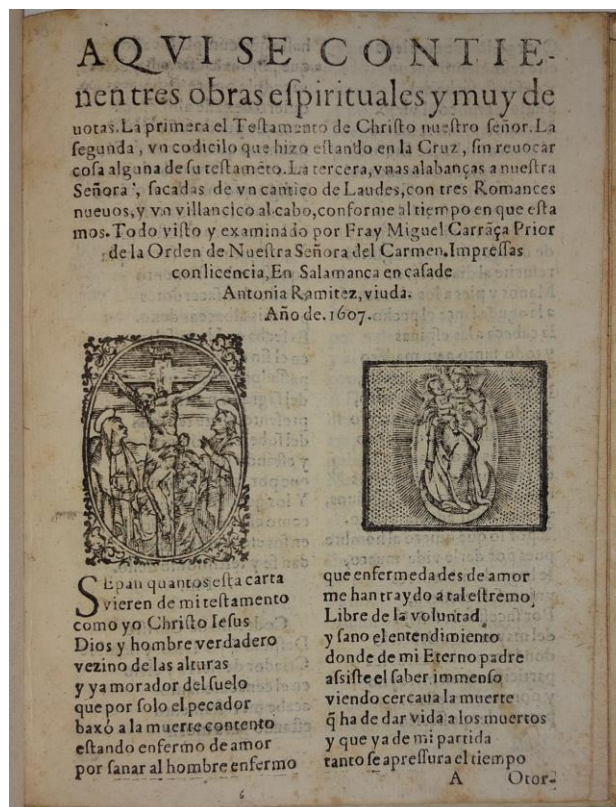 AQVI SE CONTIE-
nen tres obras eſpirituales y muy de
uotas. La primera el Teſtamento de Chriſto nueſtro ſeñor. La
ſegunda, vn codicilo que hizo eſtando en la Cruz, ſin reuocar
coſa alguna de ſu teſtamẽto. La tercera, vnas alabanças a nueſtra
Señora, ſacadas de vn cantico de Laudes, con tres Romances
nueuos, y vn villancico al cabo, conforme al tiempo en que eſta
mos. Todo viſto y examinado por Fray Miguel Carrãça Prior
de la Orden de Nueſtra Señora del Carmen. Impreſſas
con licencia, En Salamanca en caſa de
Antonia Ramitez, viuda.
Año de. 1607.
SEpan quantos eſta carta
vieren de mi teſtamento
como yo Chriſto Ieſus
Dios y hombre verdadero
vezino de las alturas
y ya morador del ſuelo
que por ſolo el pecador
baxó a la muerte contento
eſtando enfermo de amor
por ſanar al hombre enfermo
que enfermedades de amor
me han traydo a tal eſtremo,
Libre de la voluntad
y ſano el entendimiento
donde de mi Eterno padre
aſsiſte el ſaber immenſo
viendo cercaua la muerte
q̃ ha de dar vida a los muertos
y que ya de mi partida
tanto ſe apreſſura el tiempo
A Otor-
6